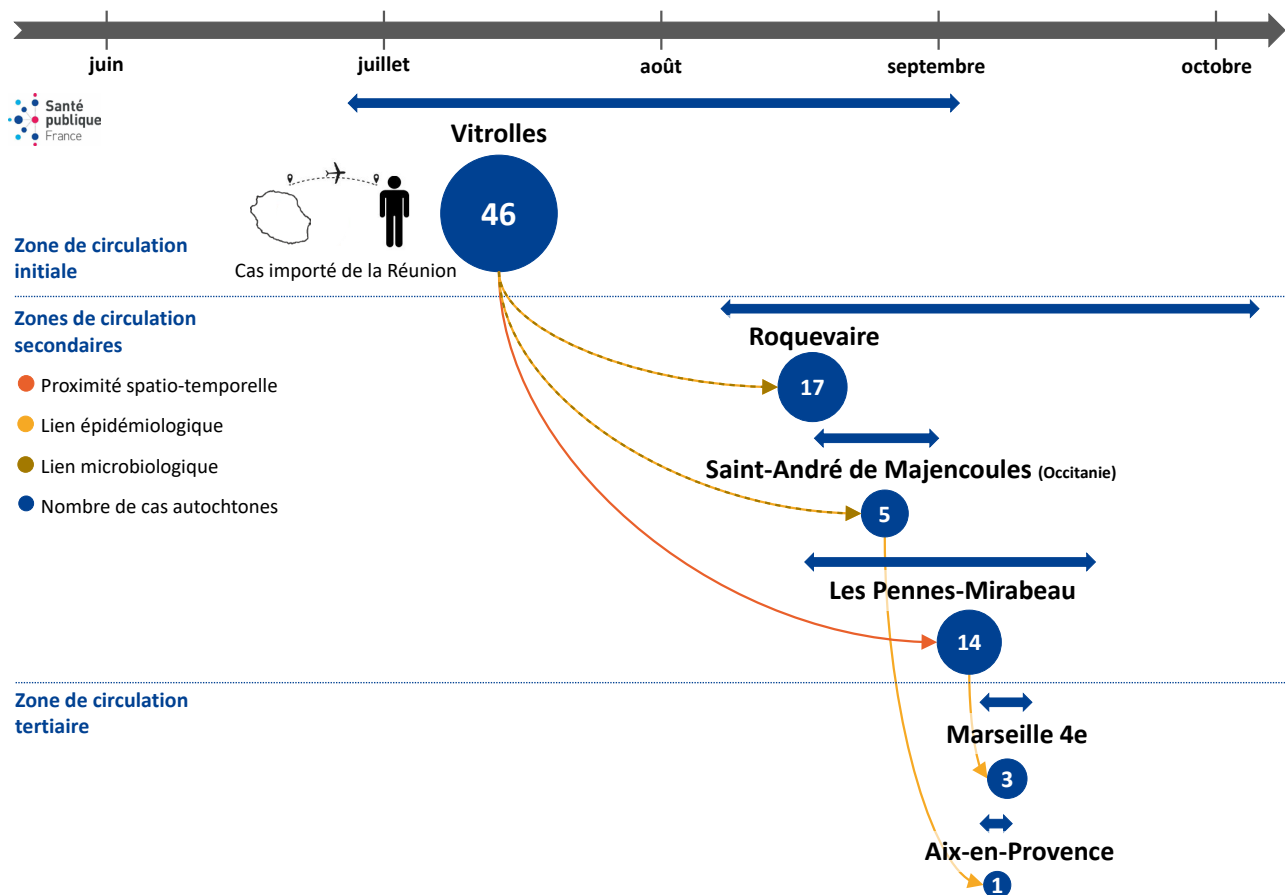 juin
juillet
août
septembre
octobre
Santé
publique
France
Vitrolles
46
Cas importé de la Réunion
Zone de circulation
initiale
Zones de circulation
secondaires
Proximité spatio-temporelle
Lien épidémiologique
Lien microbiologique
Nombre de cas autochtones
Roquevaire
17
Saint-André de Majencoules (Occitanie)
5
Les Pennes-Mirabeau
14
Zone de circulation
tertiaire
Marseille 4e
3
Aix-en-Provence
1